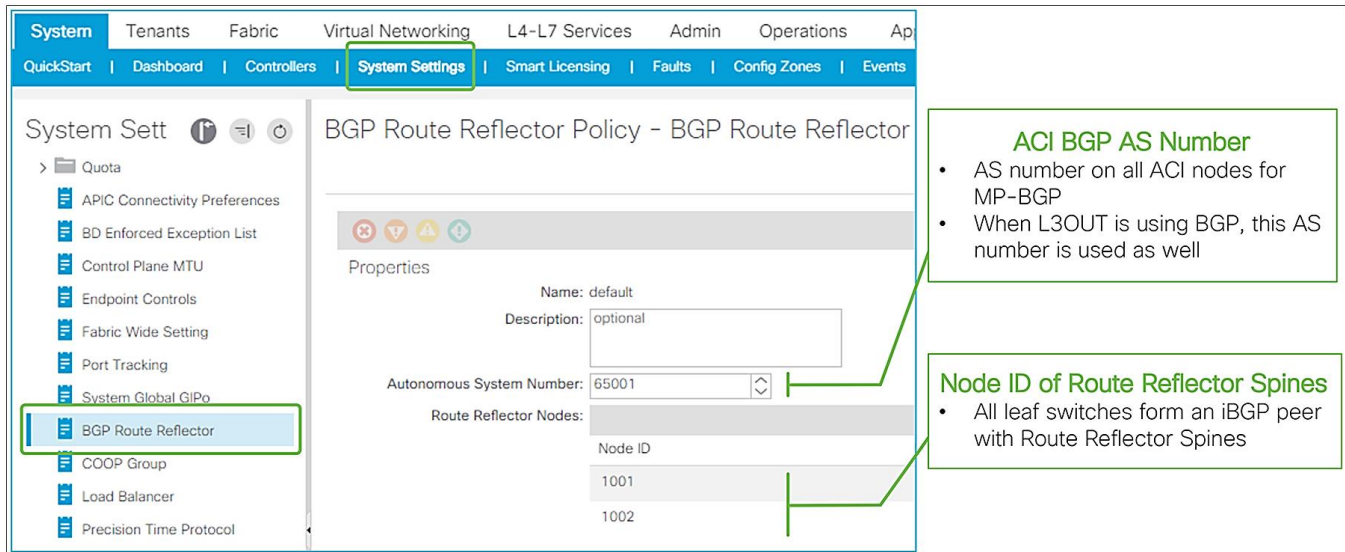 System Tenants Fabric Virtual Networking L4-L7 Services Admin Operations
QuickStart | Dashboard | Controllers | System Settings | Smart Licensing | Faults | Config Zones | Events
System Sett
BGP Route Reflector Policy - BGP Route Reflector
> Quota
APIC Connectivity Preferences
BD Enforced Exception List
Control Plane MTU
Endpoint Controls
Fabric Wide Setting
Port Tracking
System Global GIPo
BGP Route Reflector
COOP Group
Load Balancer
Precision Time Protocol
Properties
Name: default
Description: optional
Autonomous System Number: 65001
Route Reflector Nodes:
Node ID
1001
1002
ACI BGP AS Number
• AS number on all ACI nodes for
MP-BGP
• When L3OUT is using BGP, this AS
number is used as well
Node ID of Route Reflector Spines
• All leaf switches form an iBGP peer
with Route Reflector Spines